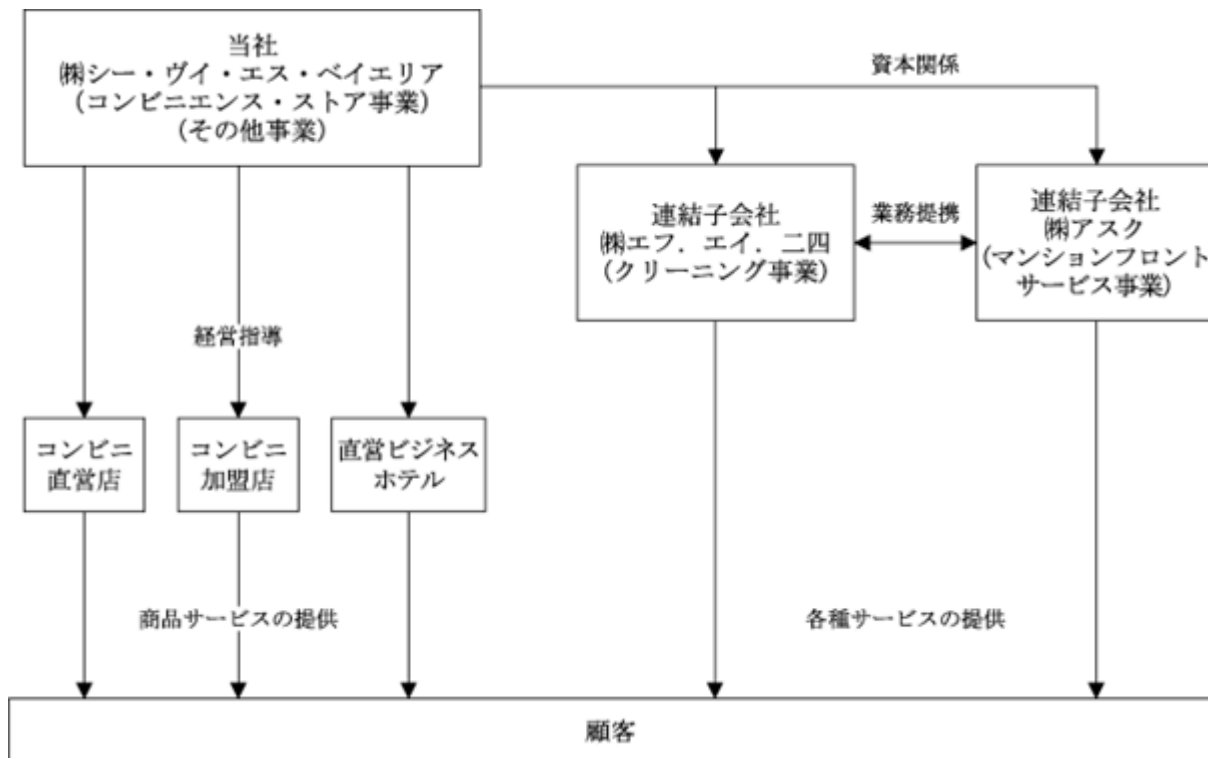 当社
㈱シー・ヴイ・エス・ベイエリア
(コンビニエンス・ストア事業)
(その他事業)
資本関係
連結子会社
㈱エフ．エイ．二四
(クリーニング事業)
業務提携
連結子会社
㈱アスク
(マンションフロント
サービス事業)
経営指導
コンビニ
直営店
コンビニ
加盟店
直営ビジネス
ホテル
商品サービスの提供
各種サービスの提供
顧客